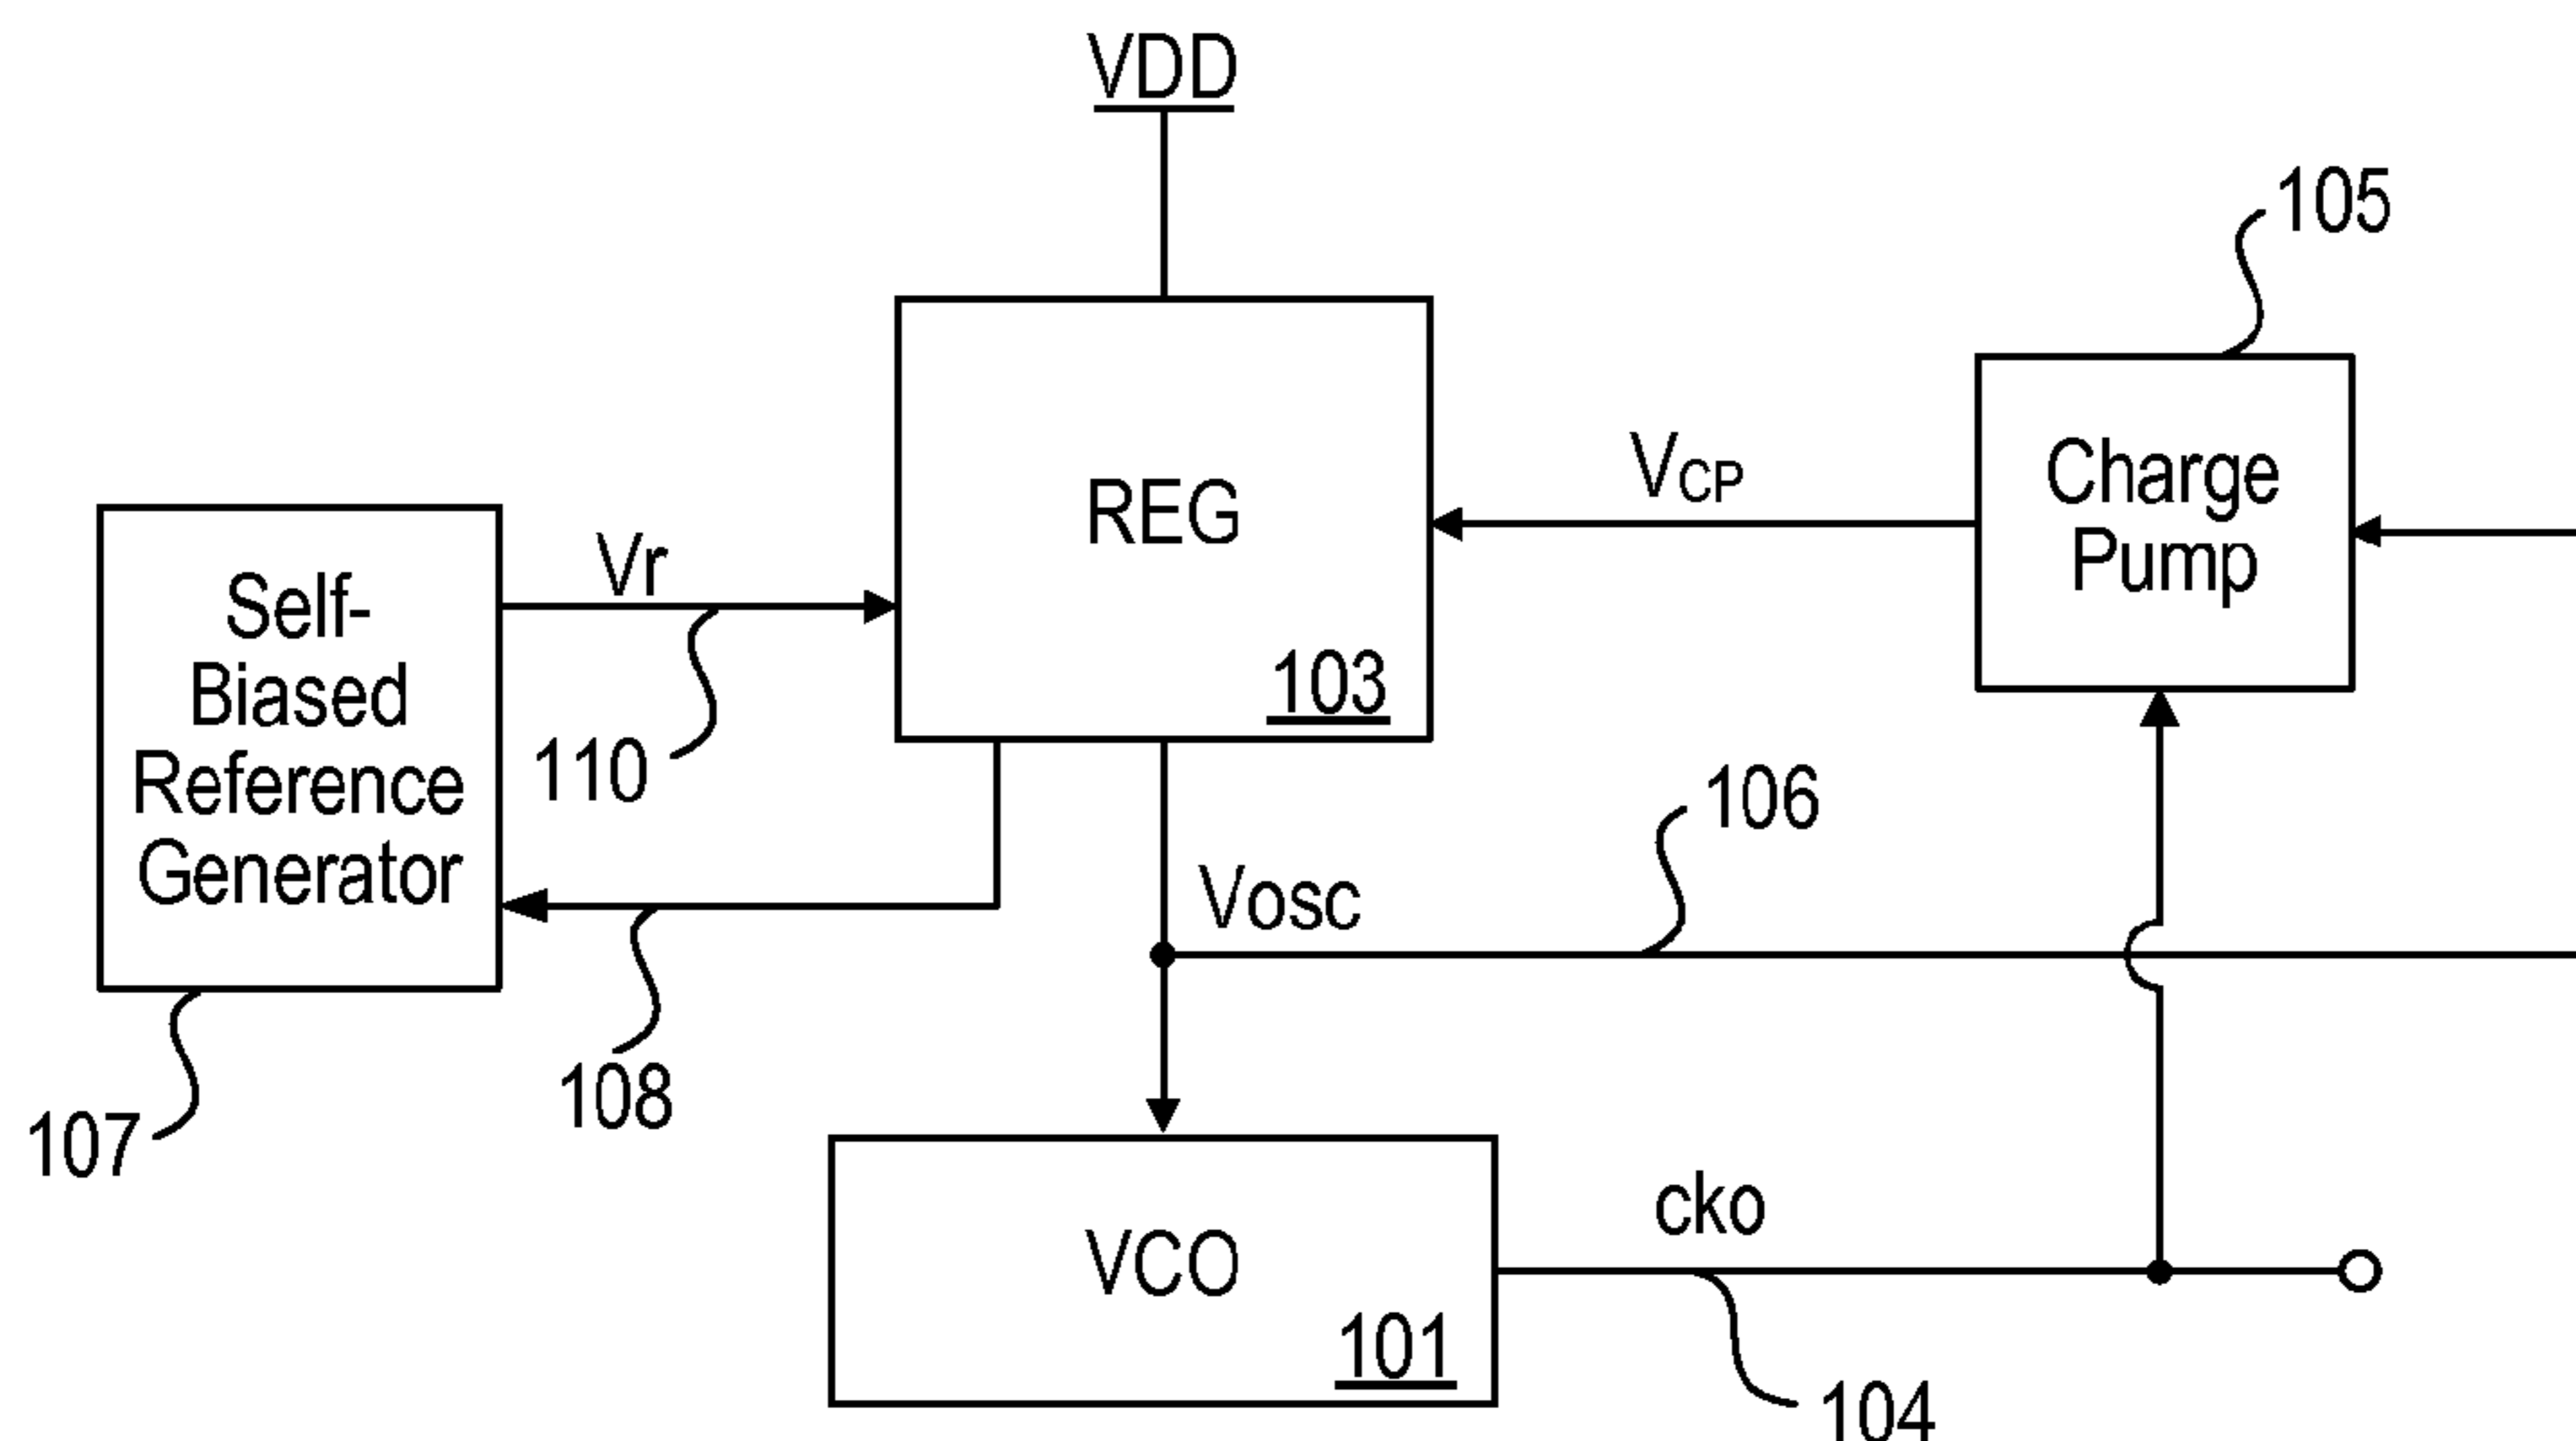 VDD
105
REG
V_CP
Charge
Pump
Vr
Self-
Biased
Reference
Generator
103
110
106
Vosc
108
107
cko
VCO
101
104